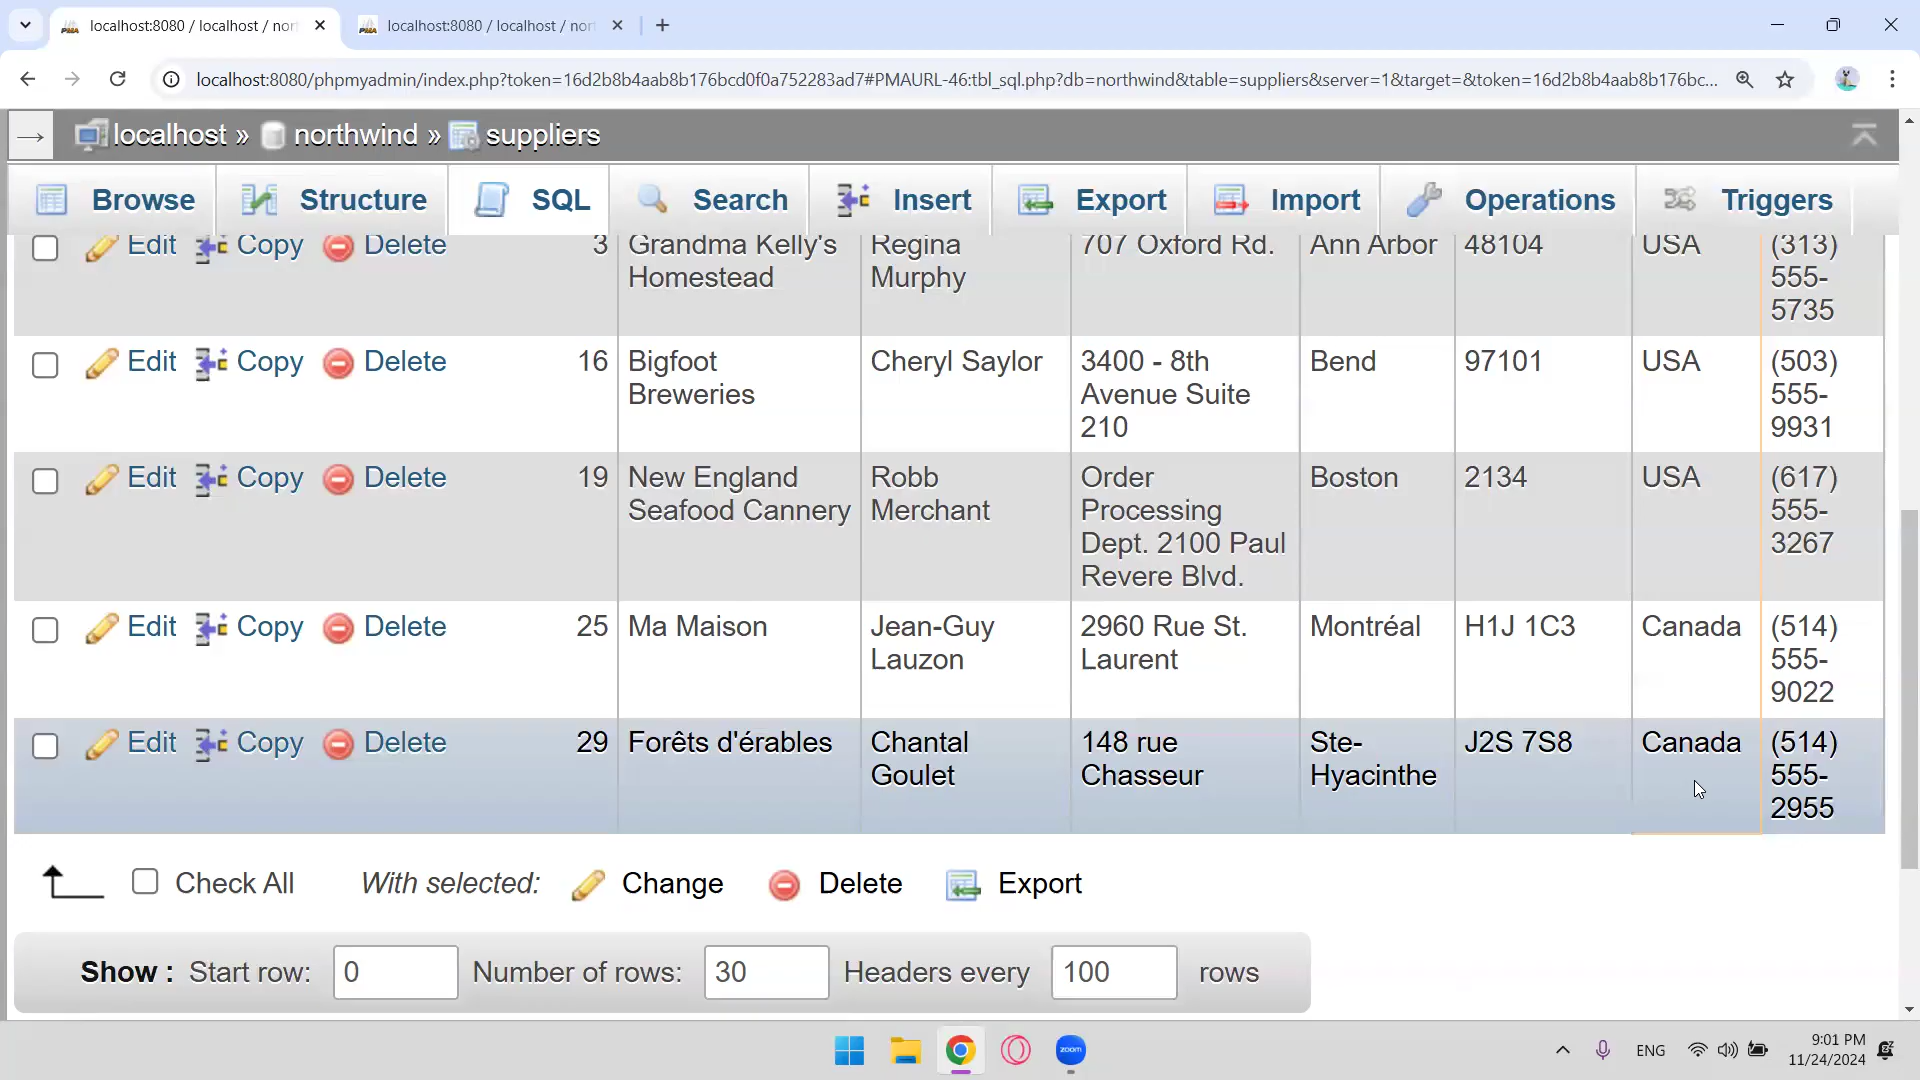 localhost:8080 / localhost / nor
localhost:8080 / localhost / nor
localhost:8080/phpmyadmin/index.php?token=16d2b8b4aab8b176bcd0f0a752283ad7#PMAURL-46:tbl_sql.php?db=northwind&table=suppliers&server=1&target=&token=16d2b8b4aab8b176bc...
localhost » northwind » suppliers
Browse Structure SQL Search Insert Export Import Operations Triggers
Edit Copy Delete 3 Grandma Kelly's Regina 707 Oxford Rd. Ann Arbor 48104 USA (313)
Homestead Murphy 555-
5735
Edit Copy Delete 16 Bigfoot Cheryl Saylor 3400 - 8th Bend 97101 USA (503)
Breweries Avenue Suite 555-
210 9931
Edit Copy Delete 19 New England Robb Order Boston 2134 USA (617)
Seafood Cannery Merchant Processing 555-
Dept. 2100 Paul 3267
Revere Blvd.
Edit Copy Delete 25 Ma Maison Jean-Guy 2960 Rue St. Montréal H1J 1C3 Canada (514)
Lauzon Laurent 555-
9022
Edit Copy Delete 29 Forêts d'érables Chantal 148 rue Ste- J2S 7S8 Canada (514)
Goulet Chasseur Hyacinthe 555-
2955
Check All With selected: Change Delete Export
Show : Start row: 0 Number of rows: 30 Headers every 100 rows
zoom
ENG
9:01 PM
11/24/2024